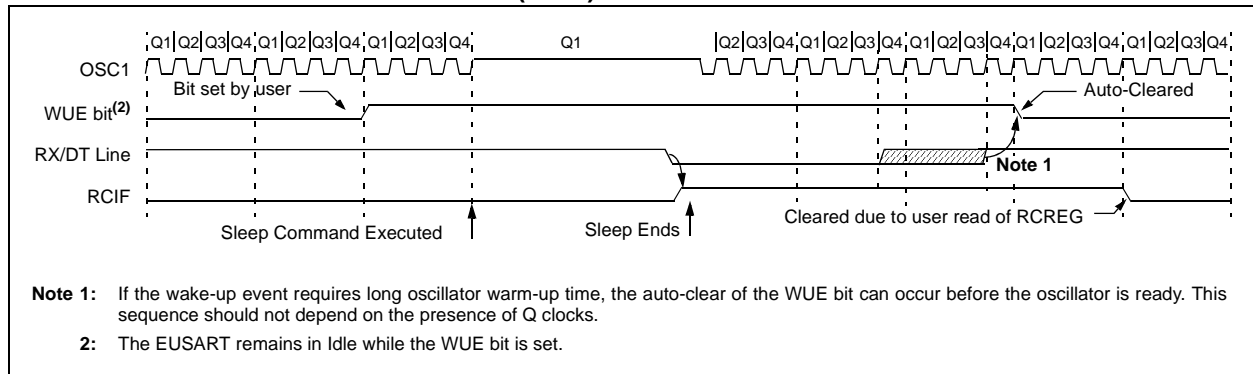 Q1 Q2 Q3 Q4 Q1 Q2 Q3 Q4 Q1 Q2 Q3 Q4 Q1 Q2 Q3 Q4 Q1 Q2 Q3 Q4 Q1 Q2 Q3 Q4 Q1 Q2 Q3 Q4 Q1 Q2 Q3 Q4
OSC1
Bit set by user
Auto-Cleared
WUE bit(2)
RX/DT Line
Note 1
RCIF
Cleared due to user read of RCREG
Sleep Command Executed
Sleep Ends
Note 1: If the wake-up event requires long oscillator warm-up time, the auto-clear of the WUE bit can occur before the oscillator is ready. This
sequence should not depend on the presence of Q clocks.
2: The EUSART remains in Idle while the WUE bit is set.